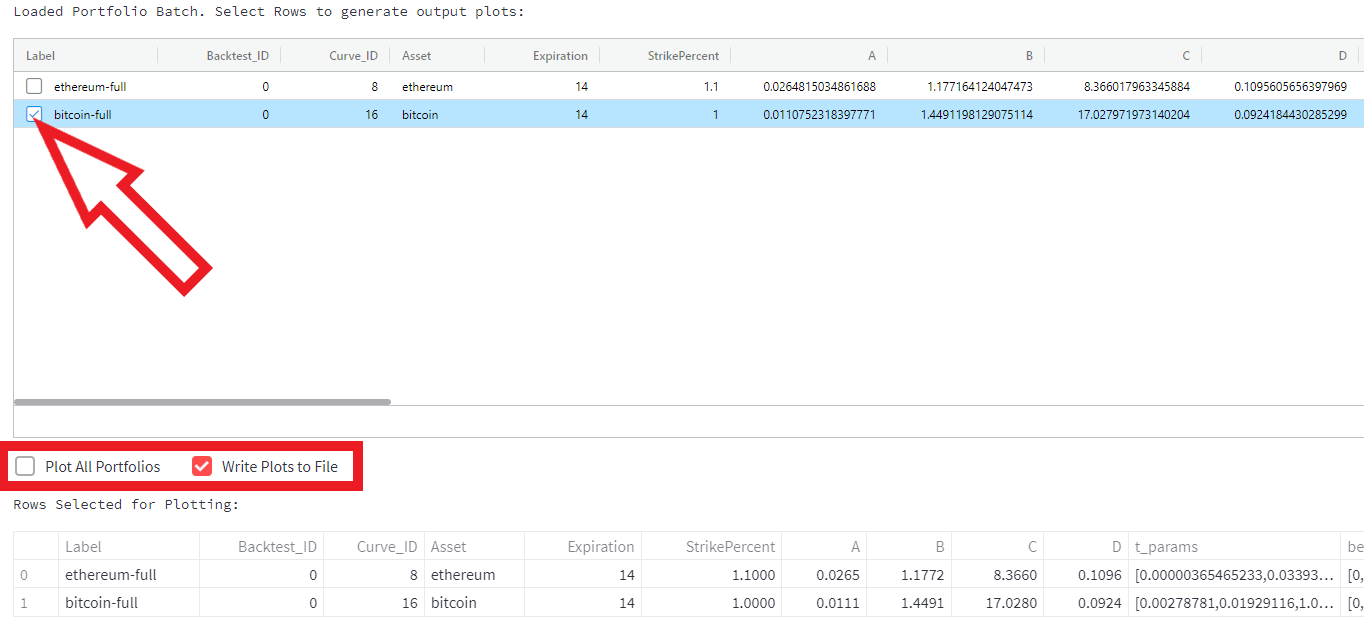 Loaded Portfolio Batch. Select Rows to generate output plots:
Label Backtest_ID Curve_ID Asset Expiration StrikePercent A B C D
ethereum-full 0 8 ethereum 14 1.1 0.0264815034861688 1.177164124047473 8.366017963345884 0.1095605656397969
bitcoin-full 0 16 bitcoin 14 1 0.0110752318397771 1.4491198129075114 17.027971973140204 0.0924184430285299
Plot All Portfolios Write Plots to File
Rows Selected for Plotting:
Label Backtest_ID Curve_ID Asset Expiration StrikePercent A B C D t_params be
0 ethereum-full 0 8 ethereum 14 1.1000 0.0265 1.1772 8.3660 0.1096 [0.00000365465233,0.03393... [0,
1 bitcoin-full 0 16 bitcoin 14 1.0000 0.0111 1.4491 17.0280 0.0924 [0.00278781,0.01929116,1.0... [0,